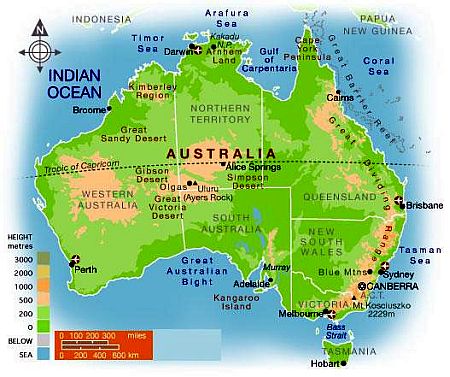 INDONESIA
Arafura
Sea
PAPUA
NEW GUINEA
N
Timor
Sea
Darwin
Kakadu
N.P.
Arnhem
Land
Gulf
of
Carpentaria
Cape
York
Peninsula
Great Barrier Reef
Coral
Sea
INDIAN
OCEAN
Kimberley
Region
Broome
NORTHERN
TERRITORY
Cairns
Great
Sandy Desert
Great Dividing Range
AUSTRALIA
Tropic of Capricorn
Alice Springs
Gibson
Desert
Simpson
Desert
Olgas
Uluru
(Ayers Rock)
WESTERN
AUSTRALIA
Great
Victoria
Desert
QUEENSLAND
Brisbane
SOUTH
AUSTRALIA
NEW
SOUTH
WALES
Tasman
Sea
HEIGHT
metres
3000
2000
1000
500
200
0
BELOW
SEA
Perth
Great
Australian
Bight
Murray
Adelaide
Kangaroo
Island
Blue Mtns
Sydney
CANBERRA
A.C.T.
Mt Kosciuszko
2229m
VICTORIA
Melbourne
Bass
Strait
TASMANIA
Hobart
0 100 200 300 miles
0 200 400 600 km